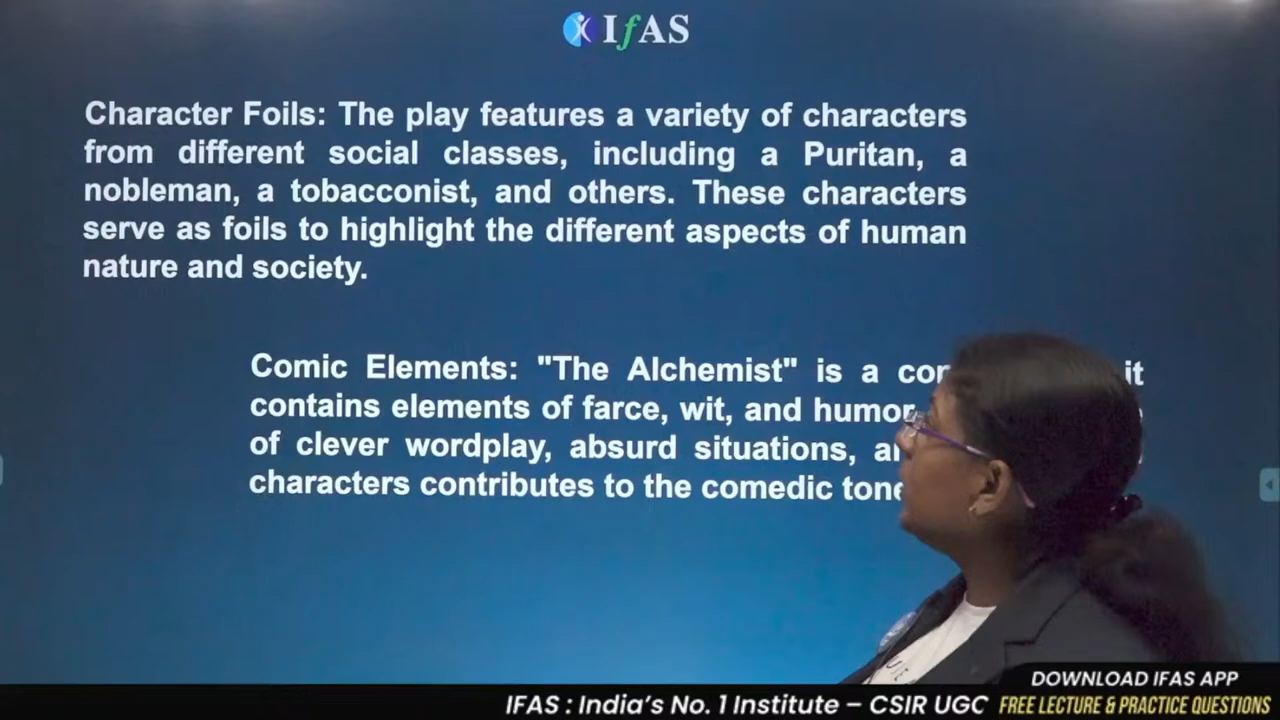 IfAS
Character Foils: The play features a variety of characters
from different social classes, including a Puritan, a
nobleman, a tobacconist, and others. These characters
serve as foils to highlight the different aspects of human
nature and society.
Comic Elements: "The Alchemist" is a it
contains elements of farce, wit, and humor
of clever wordplay, absurd situations,
characters contributes to the comedic tone
DOWNLOAD IFAS APP
IFAS : India's No. 1 Institute – CSIR UGC FREE LECTURE & PRACTICE QUESTIONS